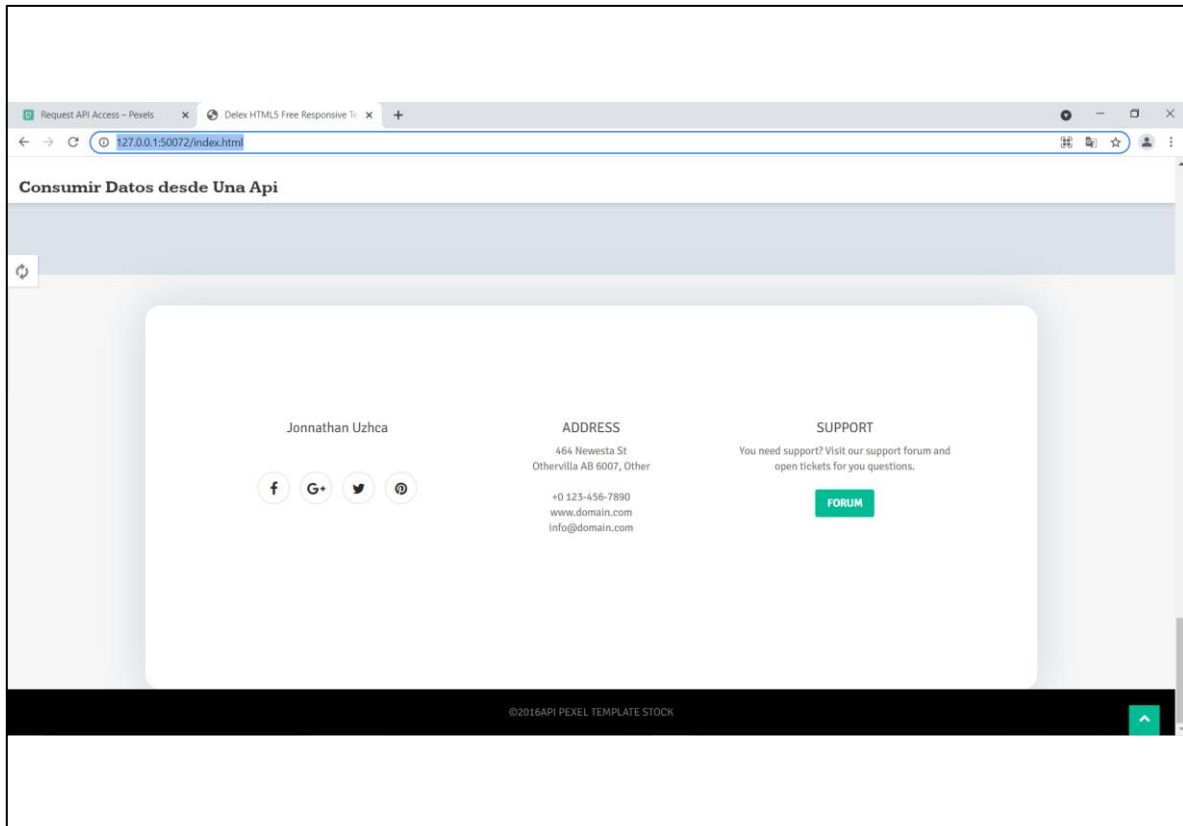 Request API Access – Pexels
Delex HTML5 Free Responsive Te
127.0.0.1:50072/index.html
Consumir Datos desde Una Api
Jonnathan Uzhca
G+
ADDRESS
464 Newesta St
Othervilla AB 6007, Other
+0 123-456-7890
www.domain.com
info@domain.com
SUPPORT
You need support? Visit our support forum and
open tickets for you questions.
FORUM
©2016API PEXEL TEMPLATE STOCK